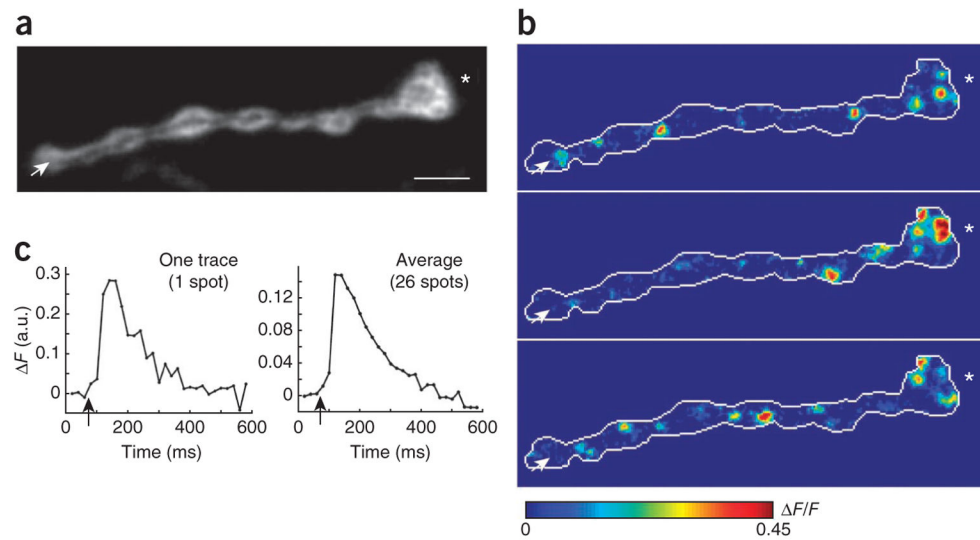 a
*
b
*
*
*
ΔF/F
0
0.45
c
One trace
(1 spot)
Average
(26 spots)
ΔF (a.u.)
0.3
0.2
0.1
0
0 200 400 600
Time (ms)
0.12
0.08
0.04
0
0 200 400 600
Time (ms)